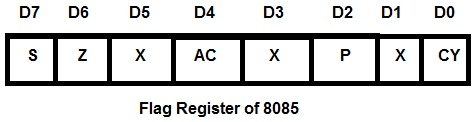 D7 D6 D5 D4 D3 D2 D1 D0
S Z X AC X P X CY
Flag Register of 8085